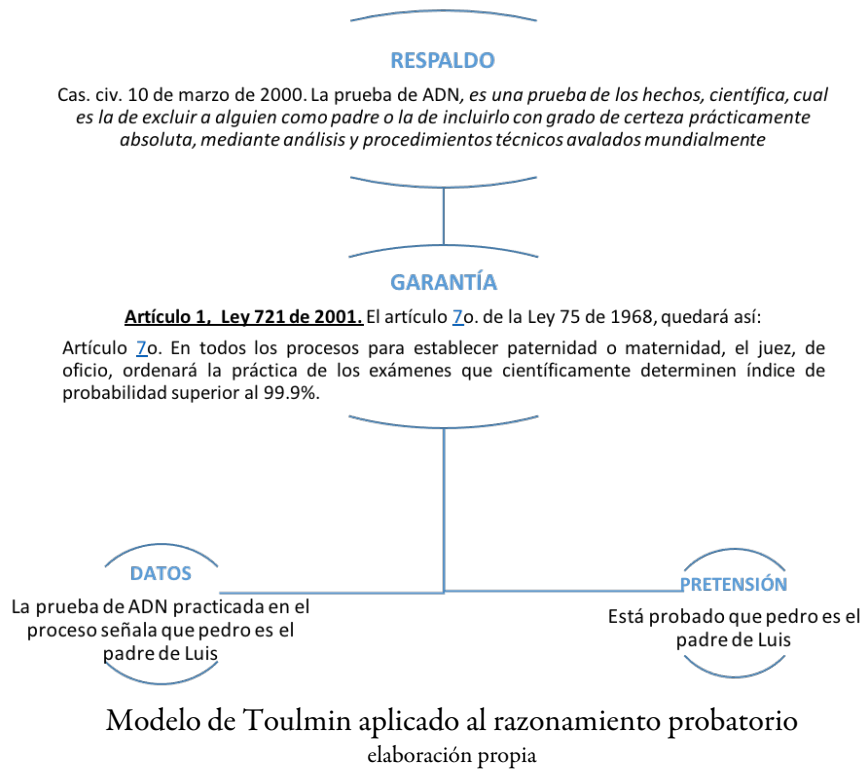 RESPALDO
Cas. civ. 10 de marzo de 2000. La prueba de ADN, es una prueba de los hechos, científica, cual
es la de excluir a alguien como padre o la de incluirlo con grado de certeza prácticamente
absoluta, mediante análisis y procedimientos técnicos avalados mundialmente
GARANTÍA
Artículo 1, Ley 721 de 2001. El artículo 7o. de la Ley 75 de 1968, quedará así:
Artículo 7o. En todos los procesos para establecer paternidad o maternidad, el juez, de
oficio, ordenará la práctica de los exámenes que científicamente determinen índice de
probabilidad superior al 99.9%.
DATOS
La prueba de ADN practicada en el
proceso señala que pedro es el
padre de Luis
PRETENSIÓN
Está probado que pedro es el
padre de Luis
Modelo de Toulmin aplicado al razonamiento probatorio
elaboración propia